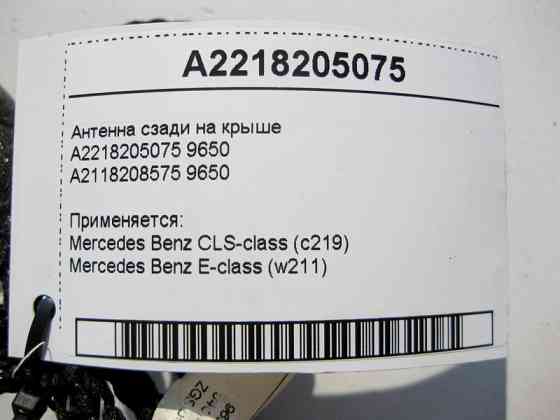 A2218205075
Антенна сзади на крыше
A2218205075 9650
A2118208575 9650
Применяется:
Mercedes Benz CLS-class (c219)
Mercedes Benz E-class (w211)